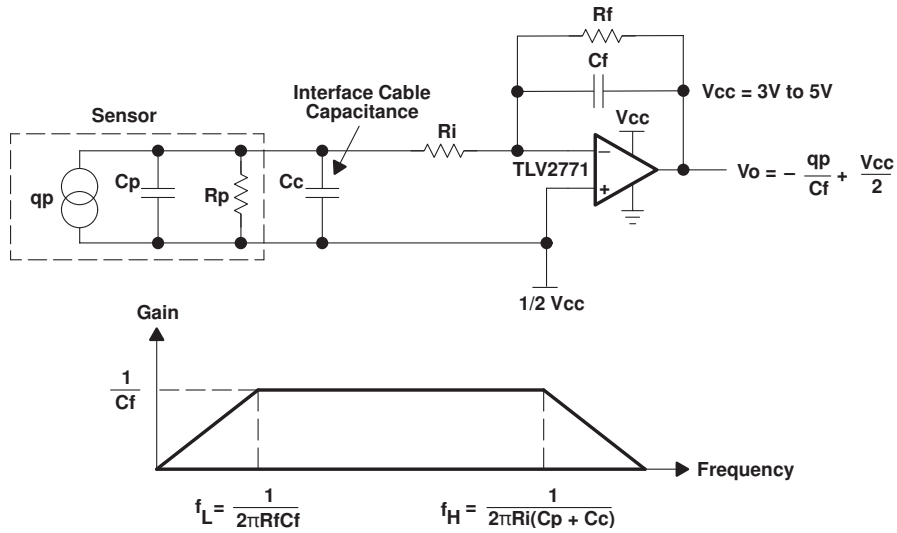 Rf
Cf
Vcc = 3V to 5V
Interface Cable
Capacitance
Sensor
Ri
Vcc
TLV2771
–
+
qp
Cp
Rp
Cc
Vo = – qp/Cf + Vcc/2
1/2 Vcc
Gain
1/Cf
Frequency
fL = 1/2πRfCf
fH = 1/2πRi(Cp + Cc)